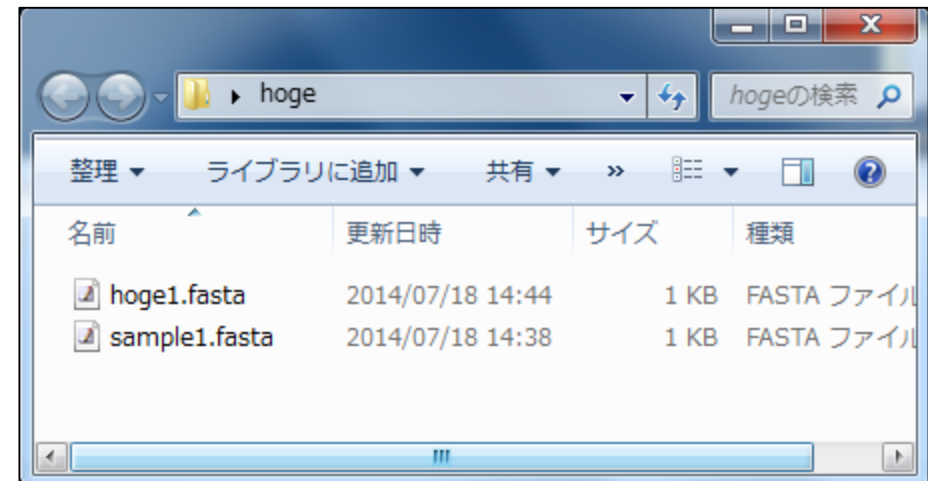 hoge hogeの検索
整理 ライブラリに追加 共有 »
名前 更新日時 サイズ 種類
hoge1.fasta 2014/07/18 14:44 1 KB FASTA ファイル
sample1.fasta 2014/07/18 14:38 1 KB FASTA ファイル